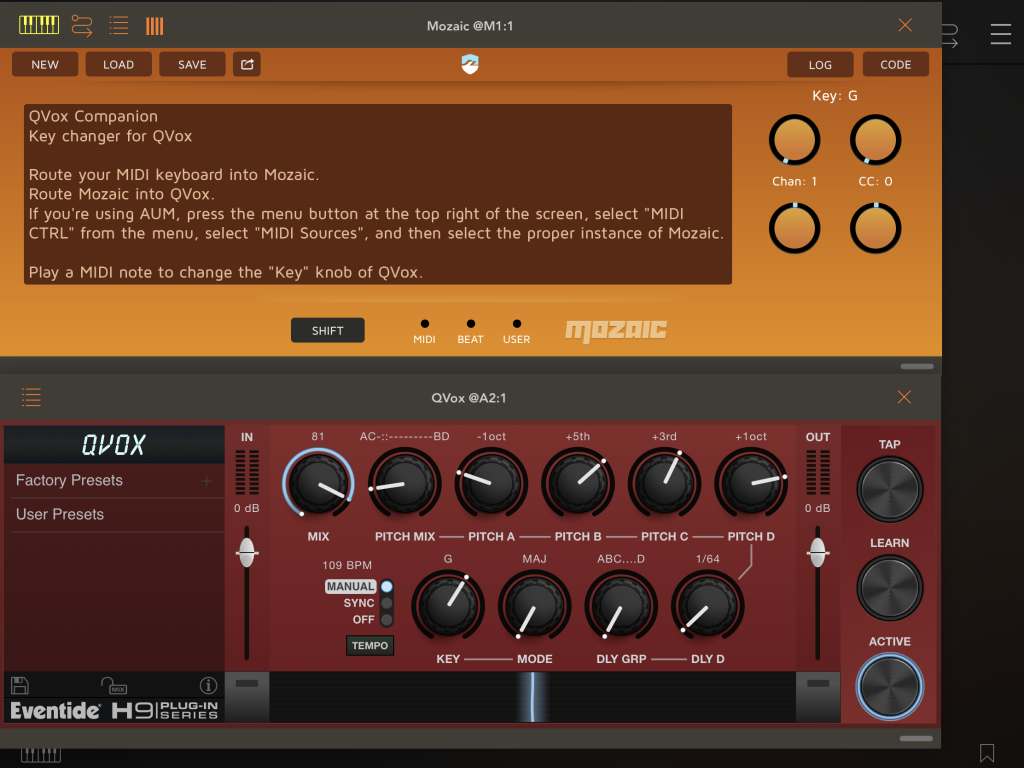 Mozaic @M1:1
NEW LOAD SAVE LOG CODE
Key: G
QVox Companion
Key changer for QVox
Route your MIDI keyboard into Mozaic.
Route Mozaic into QVox.
If you're using AUM, press the menu button at the top right of the screen, select "MIDI
CTRL" from the menu, select "MIDI Sources", and then select the proper instance of Mozaic.
Play a MIDI note to change the "Key" knob of QVox.
Chan: 1 CC: 0
SHIFT
MIDI BEAT USER
mozaic
QVox @A2:1
QVOX
Factory Presets +
User Presets
IN
0 dB
81 AC-::---------BD -1oct +5th +3rd +1oct
MIX PITCH MIX PITCH A PITCH B PITCH C PITCH D
OUT
0 dB
109 BPM
MANUAL
SYNC
OFF
TEMPO
G MAJ ABC....D 1/64
KEY MODE DLY GRP DLY D
TAP
LEARN
ACTIVE
MIX
Eventide H9 PLUG-IN
SERIES